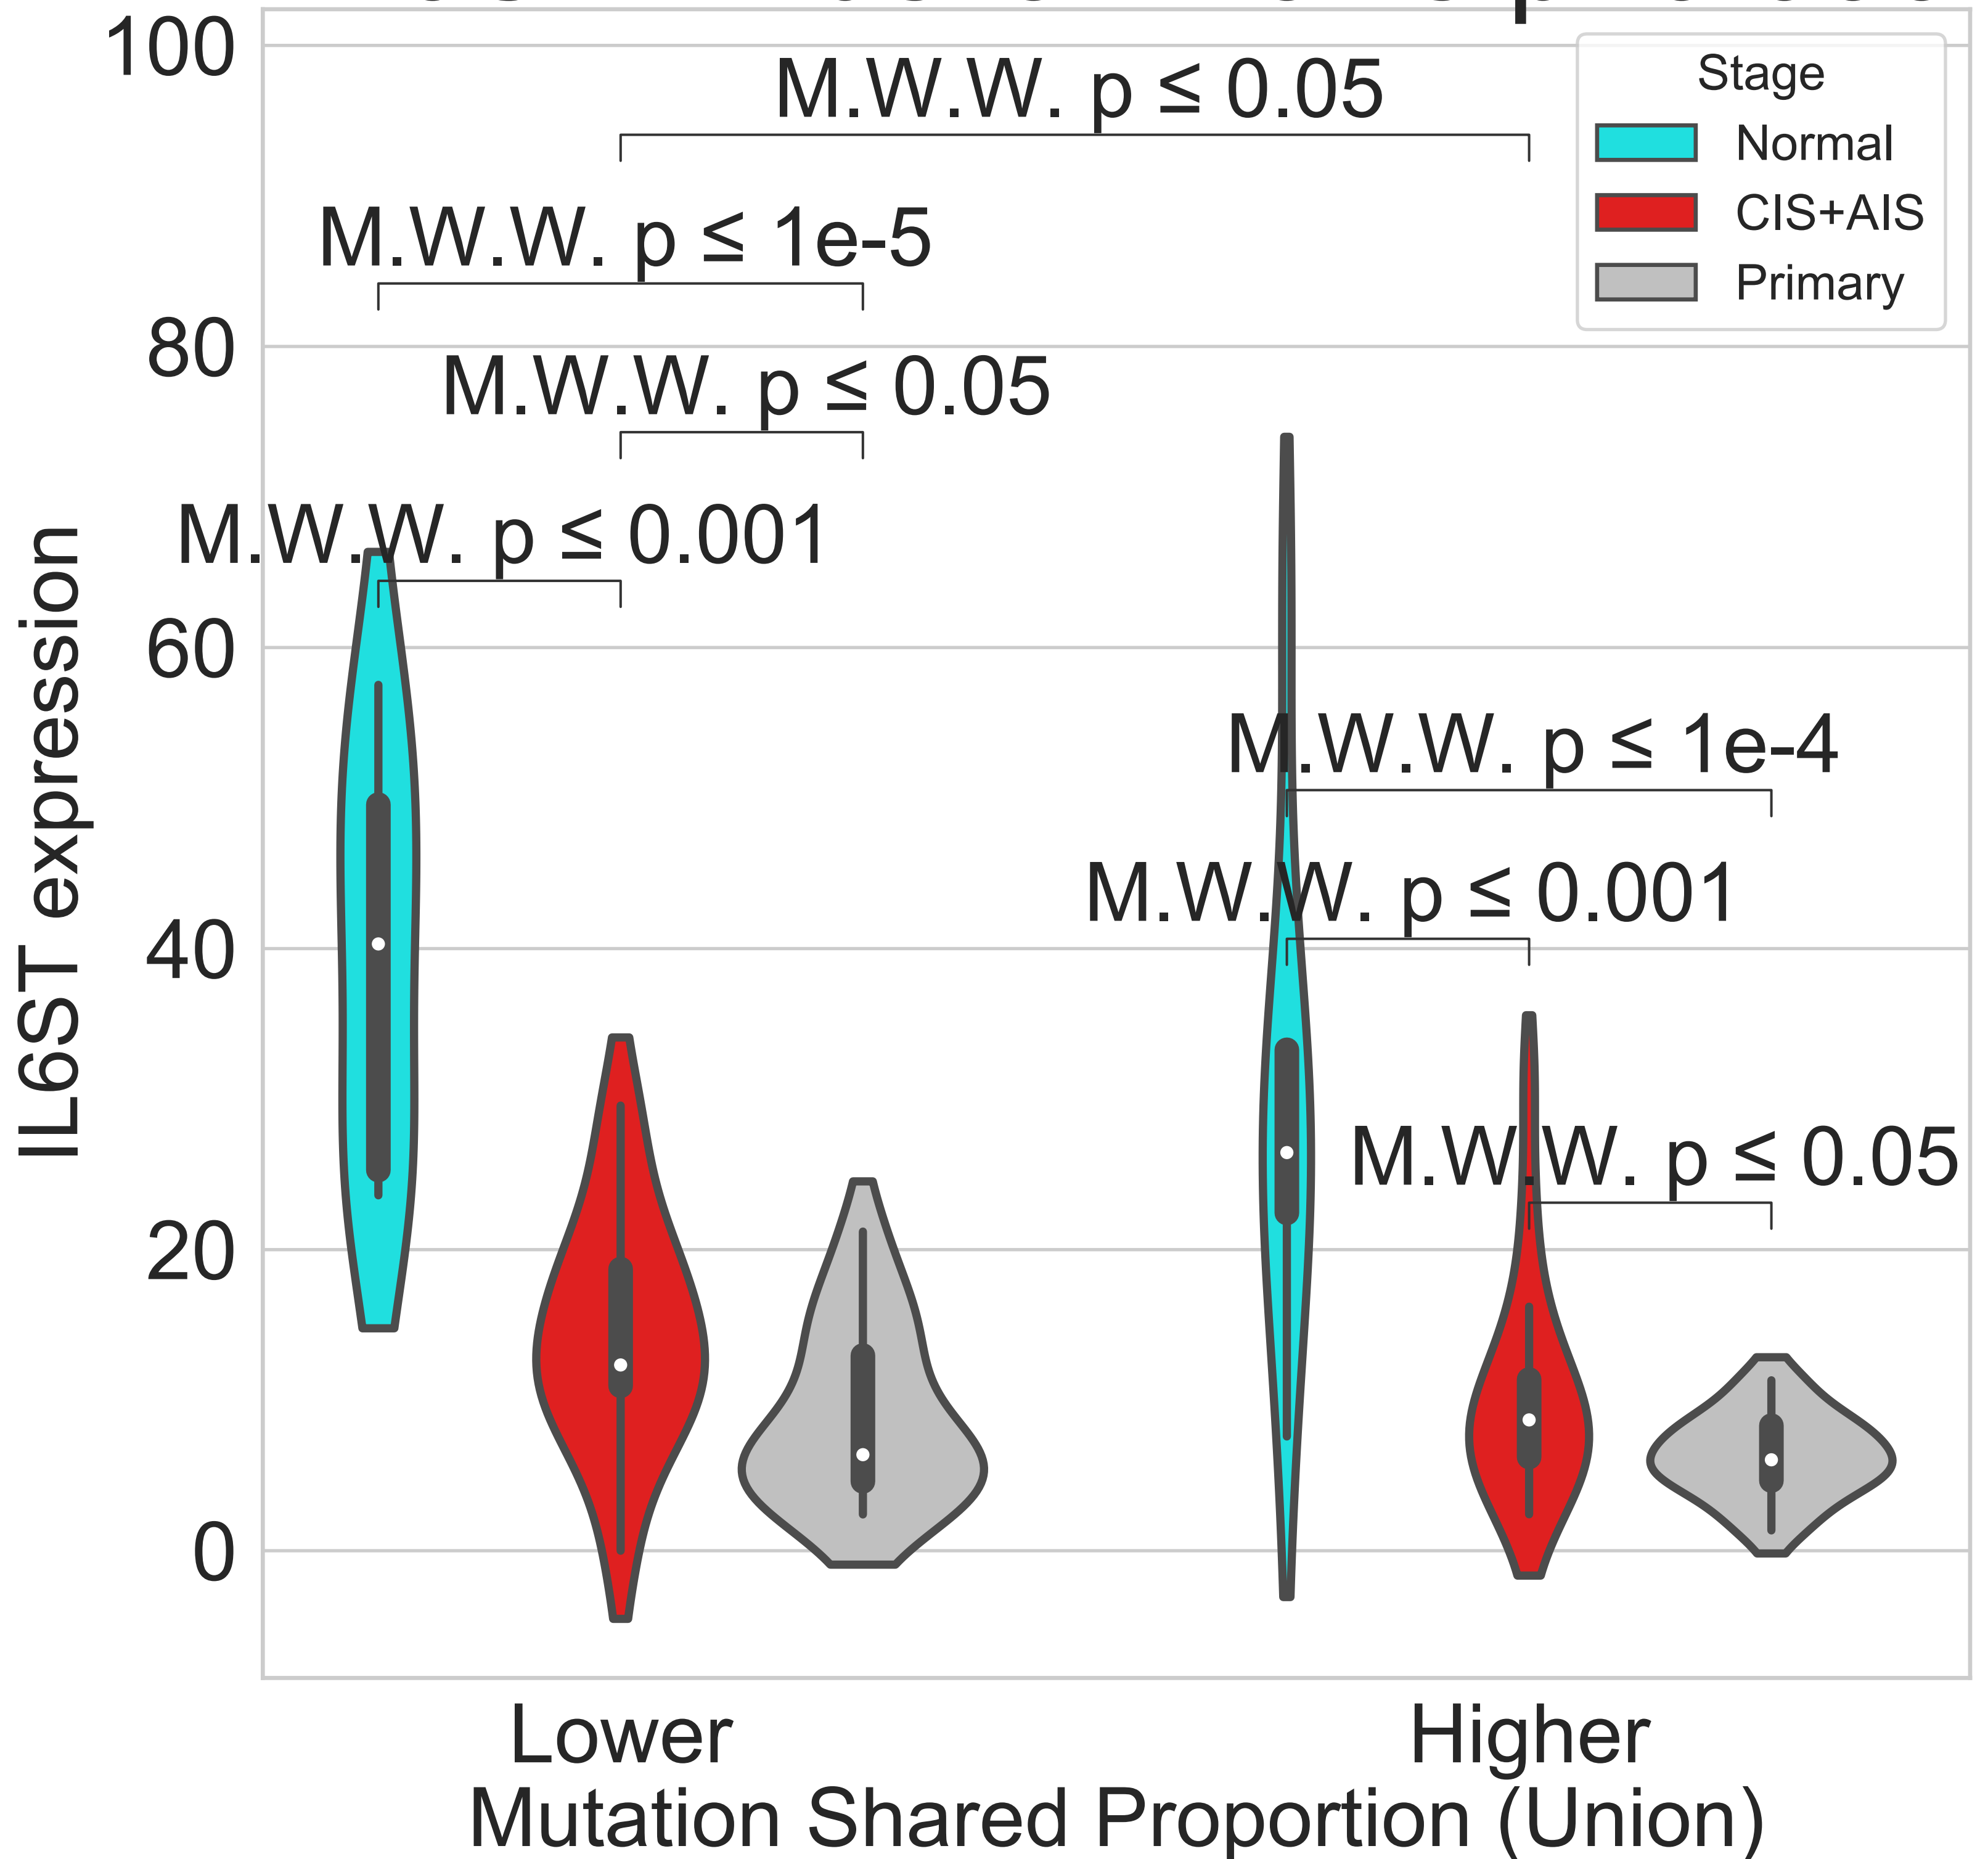 100
M.W.W. p ≤ 0.05
Stage
Normal
CIS+AIS
Primary
M.W.W. p ≤ 1e-5
80
M.W.W. p ≤ 0.05
M.W.W. p ≤ 0.001
60
M.W.W. p ≤ 1e-4
M.W.W. p ≤ 0.001
40
M.W.W. p ≤ 0.05
20
0
IL6ST expression
Lower
Higher
Mutation Shared Proportion (Union)